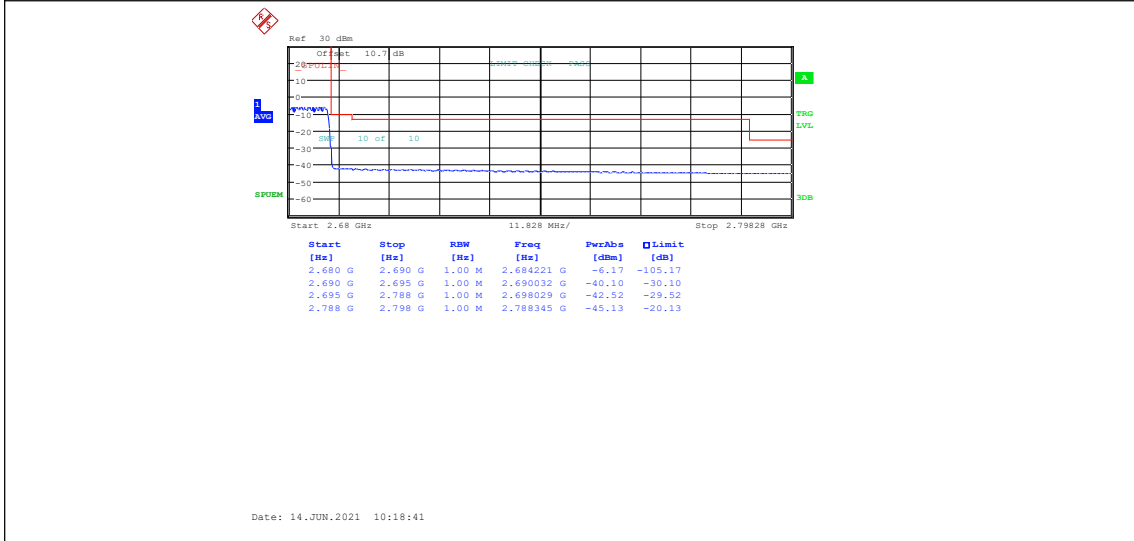 R S
Ref 30 dBm
Offset 10.7 dB
20
_SPULIM_
LIMIT CHECK PASS
10
A
0
1
AVG
-10
TRG
LVL
-20
SWP 10 of 10
-30
-40
-50
SPUEM
3DB
-60
Start 2.68 GHz 11.828 MHz/ Stop 2.79828 GHz
Start Stop RBW Freq PwrAbs ΔLimit
[Hz] [Hz] [Hz] [Hz] [dBm] [dB]
2.680 G 2.690 G 1.00 M 2.684221 G -6.17 -105.17
2.690 G 2.695 G 1.00 M 2.690032 G -40.10 -30.10
2.695 G 2.788 G 1.00 M 2.698029 G -42.52 -29.52
2.788 G 2.798 G 1.00 M 2.788345 G -45.13 -20.13
Date: 14.JUN.2021 10:18:41